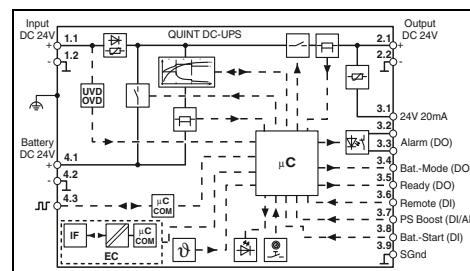 Input
DC 24V
1.1
+
1.2
-
QUINT DC-UPS
Output
DC 24V
2.1
+
2.2
-
UVD
OVD
3.1
24V 20mA
3.2
3.3
Alarm (DO)
Battery
DC 24V
4.1
+
4.2
-
4.3
μC
3.4
Bat.-Mode (DO)
3.5
Ready (DO)
3.6
Remote (DI)
3.7
PS Boost (DI/AI)
3.8
Bat.-Start (DI)
3.9
SGnd
μC
COM
IF
μC
COM
EC
ϑ